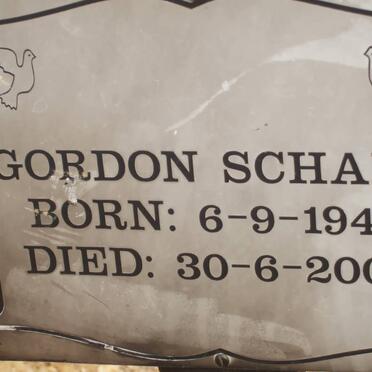 GORDON SCHA
BORN: 6-9-194
DIED: 30-6-200